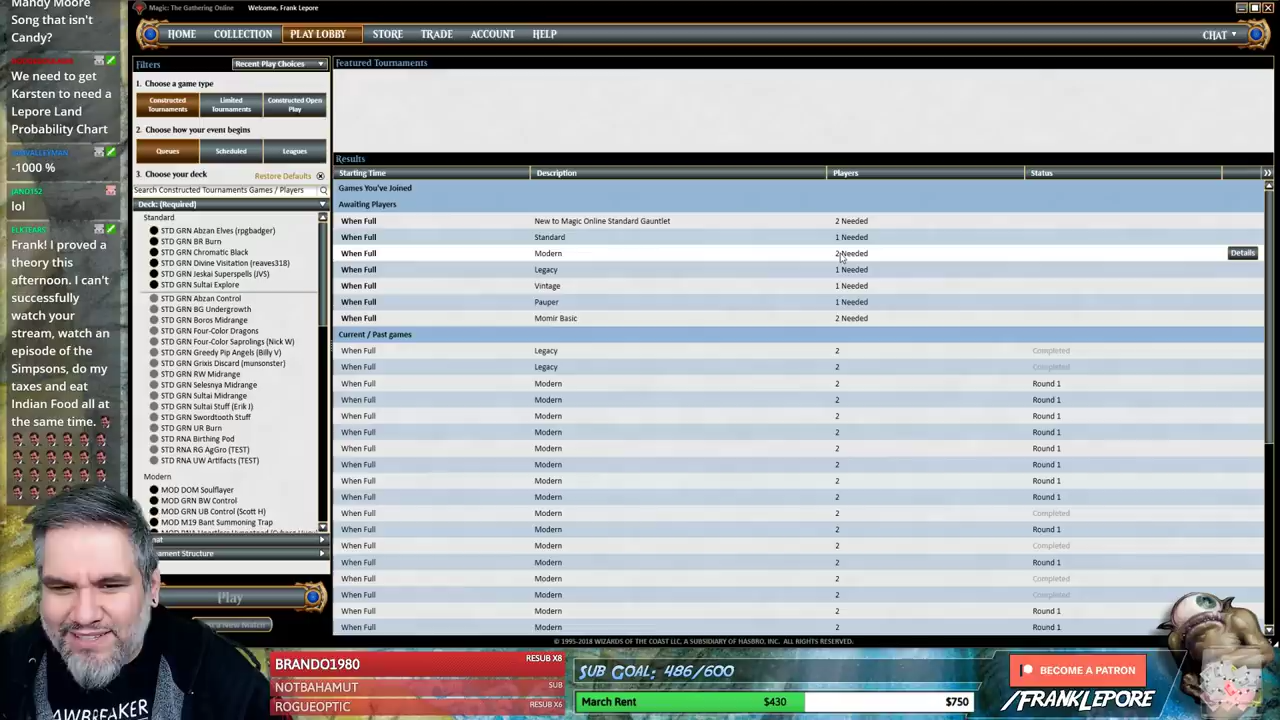 Mandy Moore
Song that isn't
Candy?
We need to get
Karsten to need a
Lepore Land
Probability Chart
-1000 %
JANO152
lol
ELKTEARS
Frank! I proved a
theory this
afternoon. I can't
successfully
watch your
stream, watch an
episode of the
Simpsons, do my
taxes and eat
Indian Food all at
the same time.
Magic: The Gathering Online Welcome, Frank Lepore
HOME COLLECTION PLAY LOBBY STORE TRADE ACCOUNT HELP CHAT
Filters Recent Play Choices
1. Choose a game type
Constructed Tournaments Limited Tournaments Constructed Open Play
2. Choose how your event begins
Queues Scheduled Leagues
3. Choose your deck Restore Defaults
Search Constructed Tournaments Games / Players
Deck: (Required)
Standard
STD GRN Abzan Elves (rpgbadger)
STD GRN BR Burn
STD GRN Chromatic Black
STD GRN Divine Visitation (reaves318)
STD GRN Jeskai Superspells (JVS)
STD GRN Sultai Explore
STD GRN Abzan Control
STD GRN BG Undergrowth
STD GRN Boros Midrange
STD GRN Four-Color Dragons
STD GRN Four-Color Saprolings (Nick W)
STD GRN Greedy Pip Angels (Billy V)
STD GRN Grixis Discard (munsonster)
STD GRN RW Midrange
STD GRN Selesnya Midrange
STD GRN Sultai Midrange
STD GRN Sultai Stuff (Erik J)
STD GRN Swordtooth Stuff
STD GRN UR Burn
STD RNA Birthing Pod
STD RNA RG AgGro (TEST)
STD RNA UW Artifacts (TEST)
Modern
MOD DOM Soulflayer
MOD GRN BW Control
MOD GRN UB Control (Scott H)
MOD M19 Bant Summoning Trap
ament Structure
Play
a New Match
Featured Tournaments
Results
Starting Time Description Players Status
Games You've Joined
Awaiting Players
When Full New to Magic Online Standard Gauntlet 2 Needed
When Full Standard 1 Needed
When Full Modern 2 Needed Details
When Full Legacy 1 Needed
When Full Vintage 1 Needed
When Full Pauper 1 Needed
When Full Momir Basic 2 Needed
Current / Past games
When Full Legacy 2 Completed
When Full Legacy 2 Completed
When Full Modern 2 Round 1
When Full Modern 2 Round 1
When Full Modern 2 Round 1
When Full Modern 2 Round 1
When Full Modern 2 Round 1
When Full Modern 2 Round 1
When Full Modern 2 Round 1
When Full Modern 2 Round 1
When Full Modern 2 Completed
When Full Modern 2 Round 1
When Full Modern 2 Completed
When Full Modern 2 Round 1
When Full Modern 2 Completed
When Full Modern 2 Completed
When Full Modern 2 Round 1
When Full Modern 2 Round 1
© 1995-2018 WIZARDS OF THE COAST LLC, A SUBSIDIARY OF HASBRO, INC. ALL RIGHTS RESERVED.
AWBREAKER
BRANDO1980 RESUB X8
NOTBAHAMUT SUB
ROGUEOPTIC RESUB X6
SUB GOAL: 486/600
March Rent $430 $750
BECOME A PATRON
/FRANKLEPORE